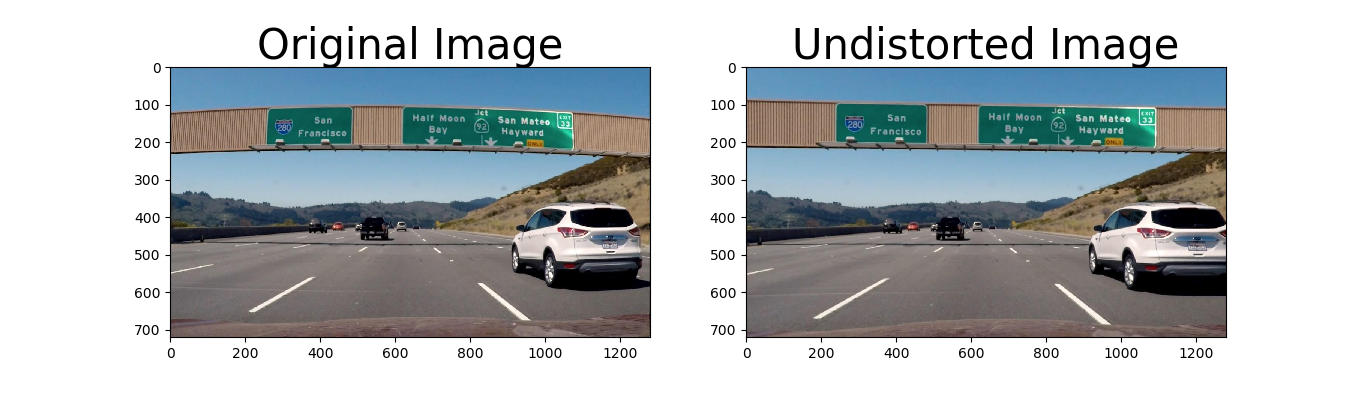 Original Image
0
100
200
300
400
500
600
700
0
200
400
600
800
1000
1200
280
San
Francisco
Half Moon
Bay
Jct
92
San Mateo
Hayward
EXIT
33
ONLY
Undistorted Image
0
100
200
300
400
500
600
700
0
200
400
600
800
1000
1200
280
San
Francisco
Half Moon
Bay
Jct
92
San Mateo
Hayward
EXIT
33
ONLY